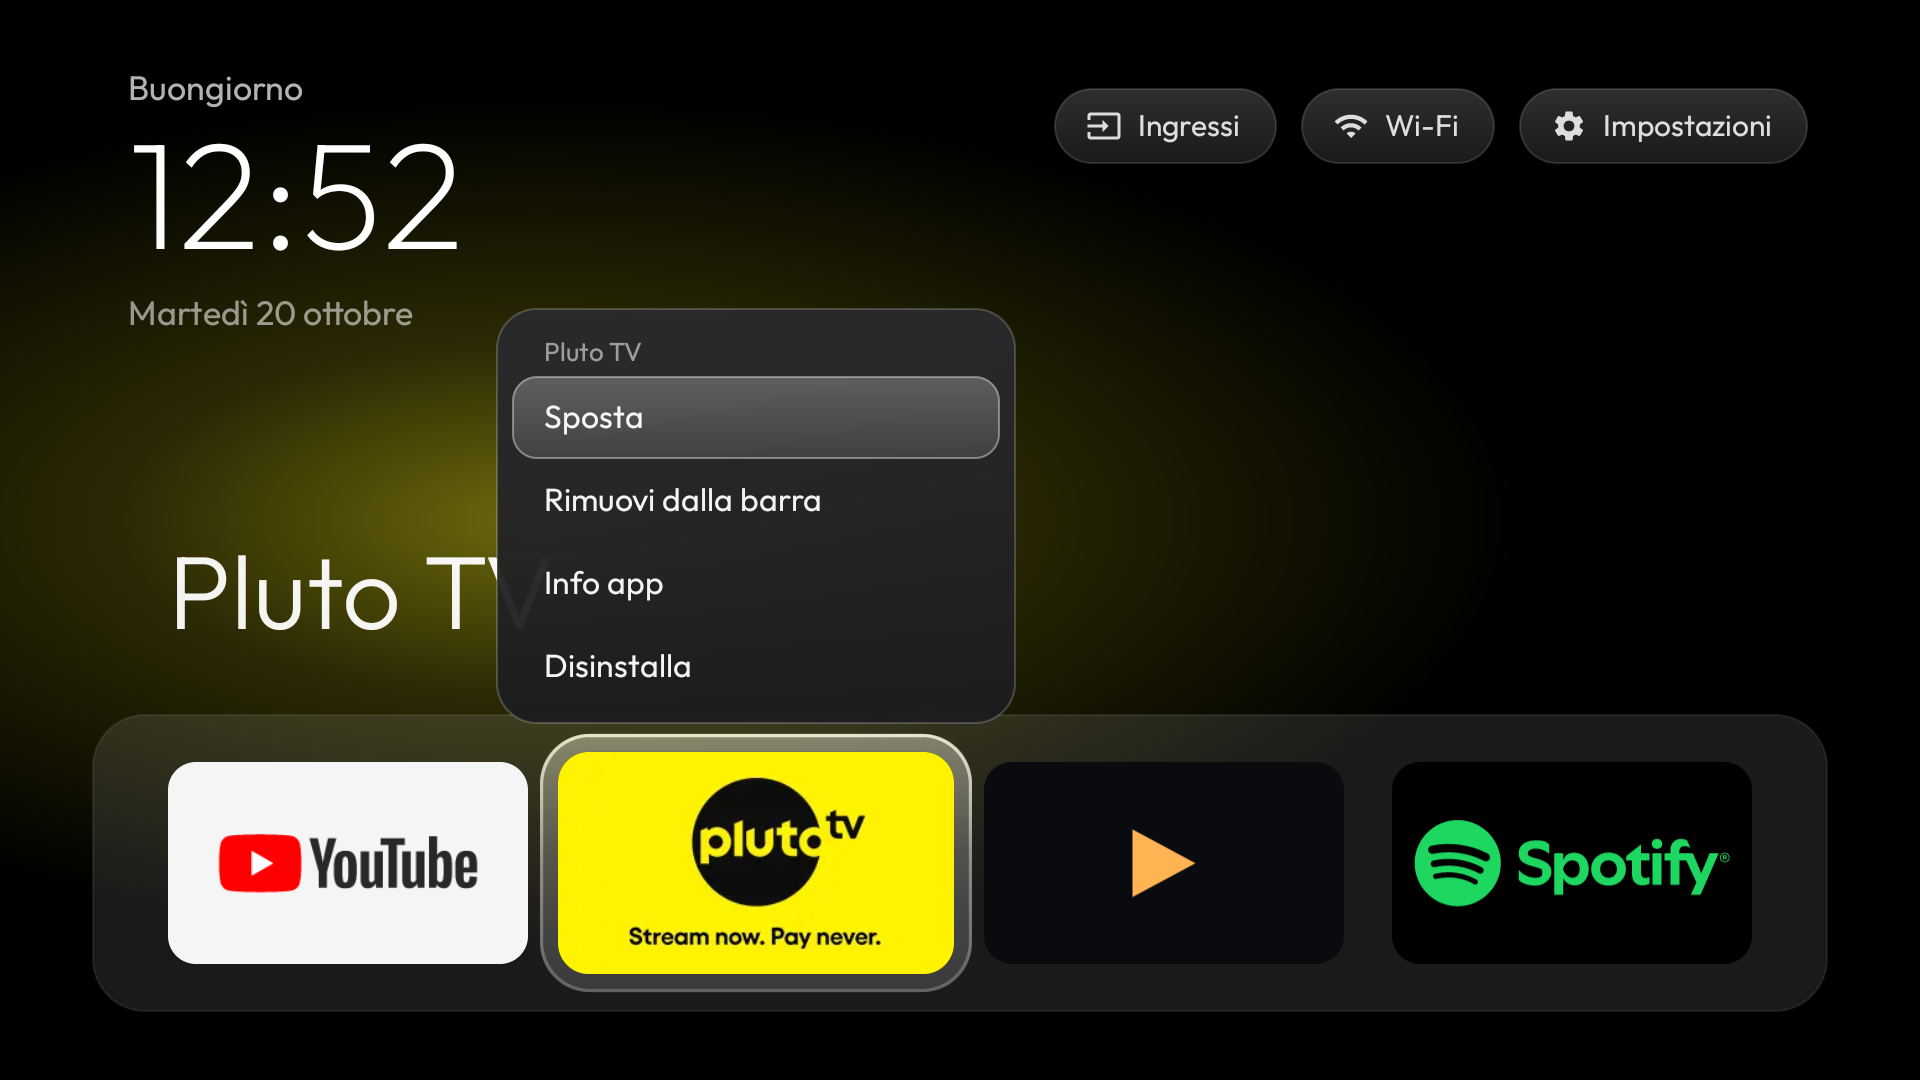 Buongiorno
12:52
Martedì 20 ottobre
Ingressi
Wi-Fi
Impostazioni
Pluto TV
Sposta
Rimuovi dalla barra
Info app
Disinstalla
Pluto TV
YouTube
pluto tv
Stream now. Pay never.
Spotify®